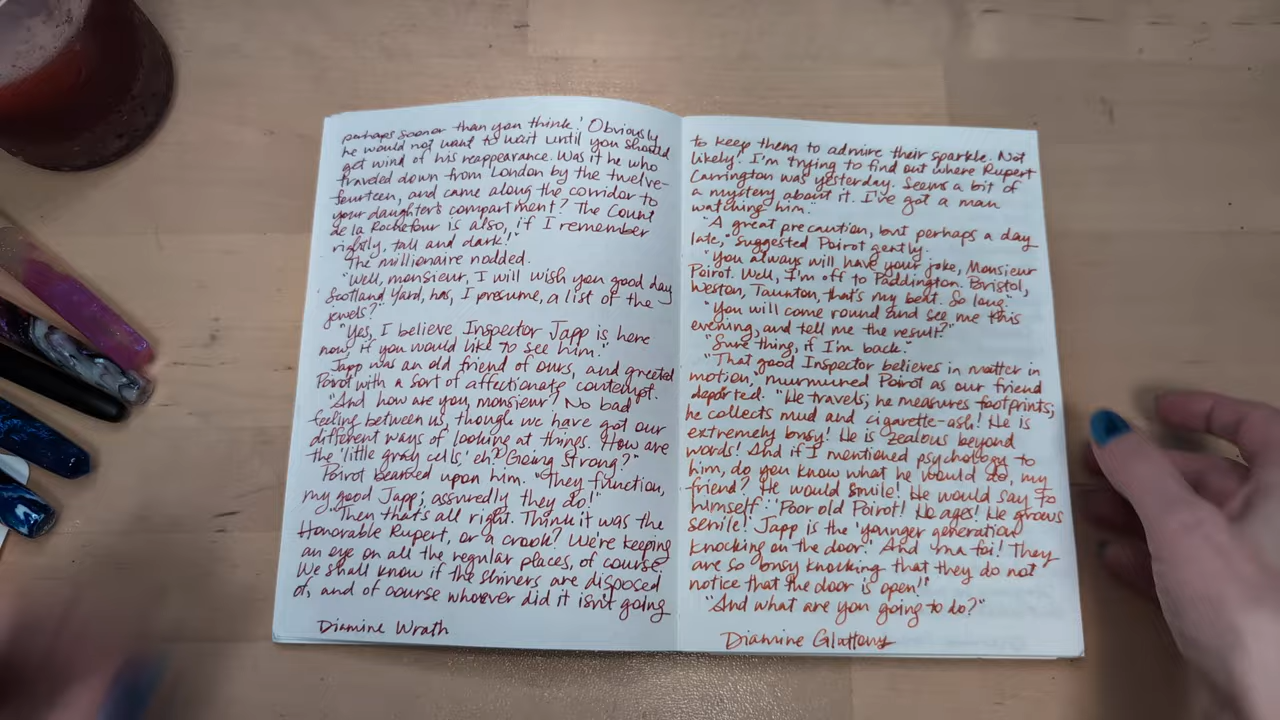 perhaps sooner than you think.' Obviously
he would not want to wait until you should
get wind of his reappearance. Was it he who
traveled down from London by the twelve-
fourteen, and came along the corridor to
your daughter's compartment? The Count
de la Rochefour is also, if I remember
rightly, tall and dark!"
The millionaire nodded.
"Well, monsieur, I will wish you good day
Scotland Yard, has, I presume, a list of the
jewels?"
"Yes, I believe Inspector Japp is here
now, if you would like to see him."
Japp was an old friend of ours, and greeted
Poirot with a sort of affectionate contempt.
"And how are you, monsieur? No bad
feeling between us, though we have got our
different ways of looking at things. How are
the 'little gray cells,' eh? Going strong?"
Poirot beamed upon him. "They function,
my good Japp; assuredly they do!"
"Then that's all right. Think it was the
Honorable Rupert, or a crook? We're keeping
an eye on all the regular places, of course
We shall know if the shiners are disposed
of, and of course whoever did it isn't going
Diamine Wrath
to keep them to admire their sparkle. Not
likely! I'm trying to find out where Rupert
Carrington was yesterday. Seems a bit of
a mystery about it. I've got a man
watching him."
"A great precaution, but perhaps a day
late," suggested Poirot gently.
"You always will have your joke, Monsieur
Poirot. Well, I'm off to Paddington. Bristol,
Weston, Taunton, that's my beat. So long."
"You will come round and see me this
evening, and tell me the result?"
"Sure thing, if I'm back."
"That good Inspector believes in matter in
motion," murmured Poirot as our friend
departed. "He travels; he measures footprints;
he collects mud and cigarette-ash! He is
extremely busy! He is zealous beyond
words! And if I mentioned psychology to
him, do you know what he would do, my
friend? He would smile! He would say to
himself: 'Poor old Poirot! He ages! He grows
senile!' Japp is the 'younger generation
knocking on the door.' And ma foi! They
are so busy knocking that they do not
notice that the door is open!"
"And what are you going to do?"
Diamine Gluttony